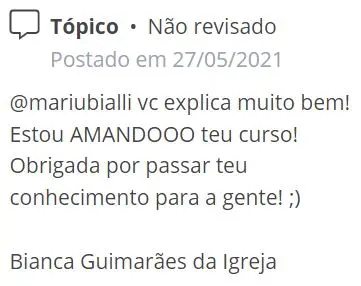 Tópico • Não revisado
Postado em 27/05/2021
@mariubialli vc explica muito bem!
Estou AMANDOOO teu curso!
Obrigada por passar teu
conhecimento para a gente! ;)
Bianca Guimarães da Igreja